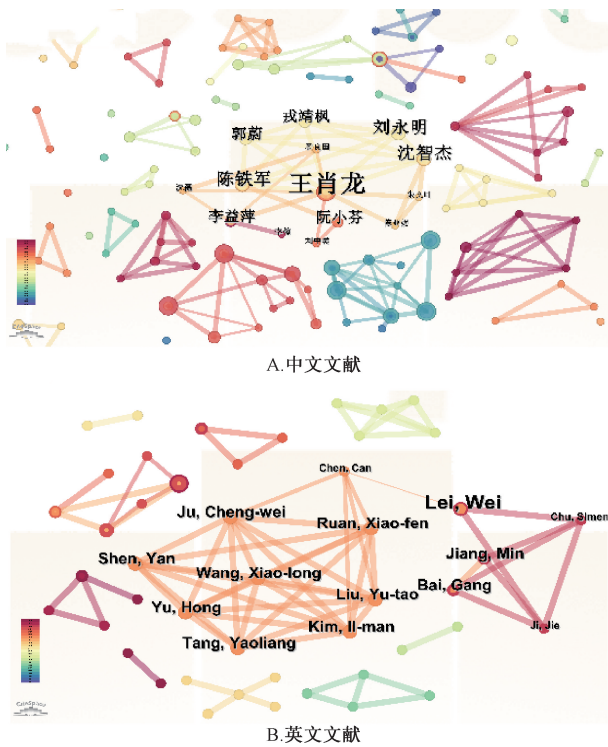 戎靖枫
郭蔚
刘永明
沈智杰
陈铁军
王肖龙
李益萍
阮小芬
CiteSpace
A.中文文献
Chen, Can
Lei, Wei
Ju, Cheng-wei
Ruan, Xiao-fen
Chu, Simeng
Shen, Yan
Jiang, Min
Wang, Xiao-long
Liu, Yu-tao
Bai, Gang
Yu, Hong
Kim, Il-man
Ji, Jie
Tang, Yaoliang
CiteSpace
B.英文文献